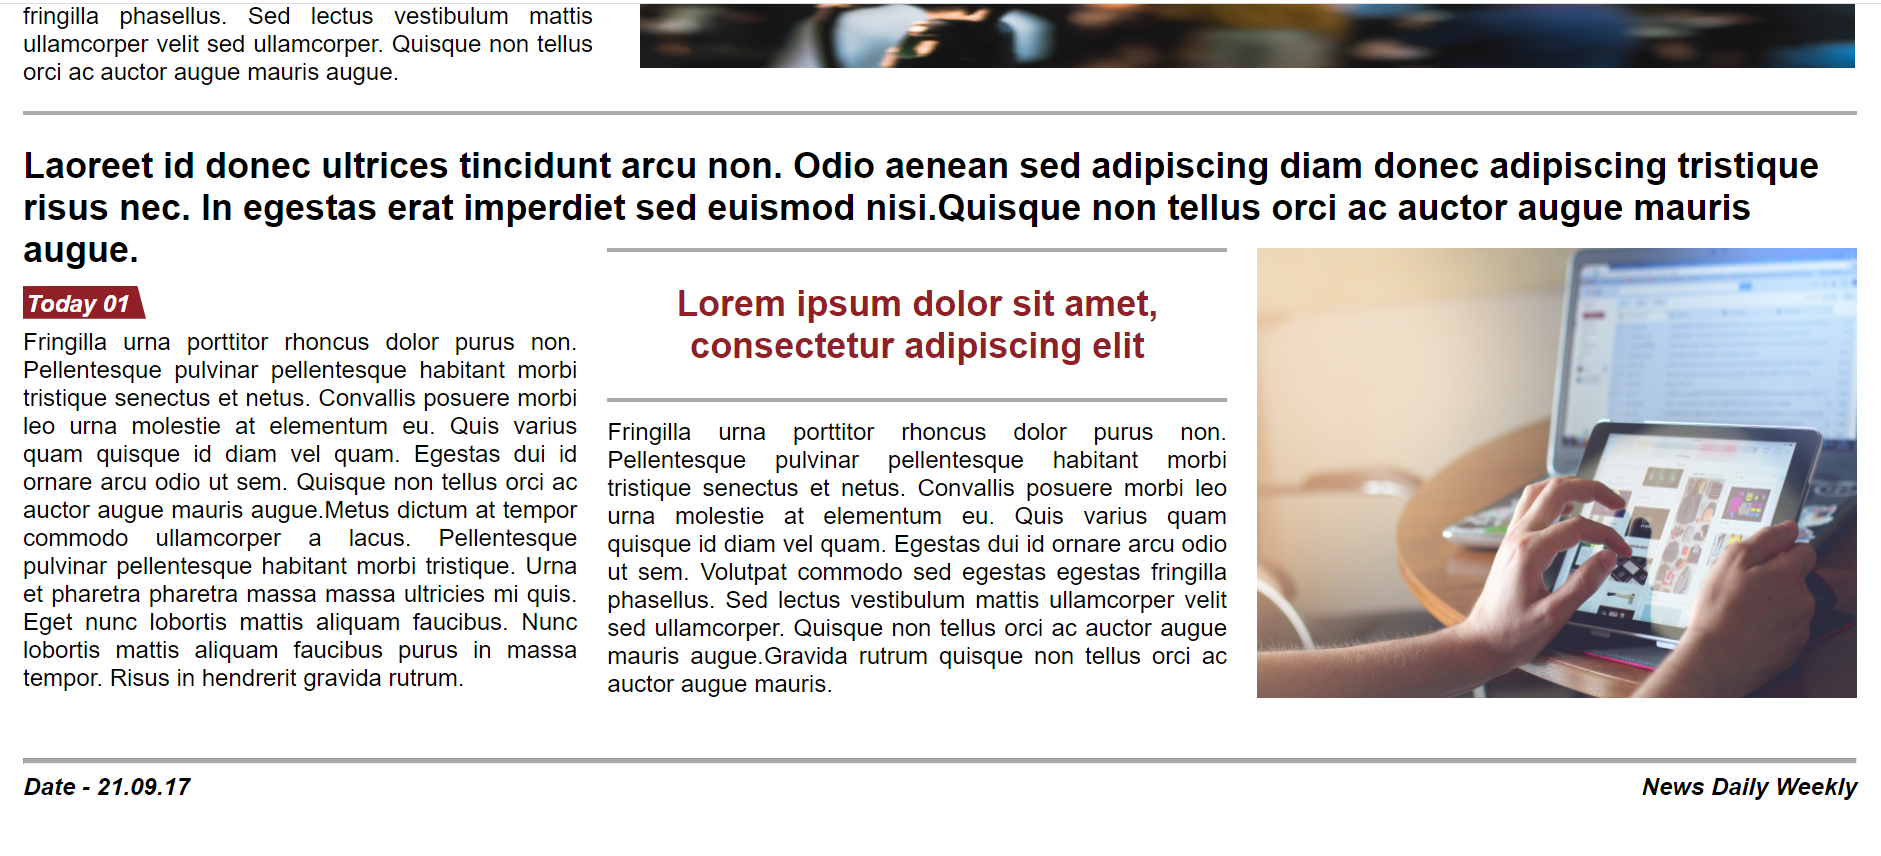 fringilla phasellus. Sed lectus vestibulum mattis
ullamcorper velit sed ullamcorper. Quisque non tellus
orci ac auctor augue mauris augue.
Laoreet id donec ultrices tincidunt arcu non. Odio aenean sed adipiscing diam donec adipiscing tristique
risus nec. In egestas erat imperdiet sed euismod nisi.Quisque non tellus orci ac auctor augue mauris
augue.
Today 01
Fringilla urna porttitor rhoncus dolor purus non.
Pellentesque pulvinar pellentesque habitant morbi
tristique senectus et netus. Convallis posuere morbi
leo urna molestie at elementum eu. Quis varius
quam quisque id diam vel quam. Egestas dui id
ornare arcu odio ut sem. Quisque non tellus orci ac
auctor augue mauris augue.Metus dictum at tempor
commodo ullamcorper a lacus. Pellentesque
pulvinar pellentesque habitant morbi tristique. Urna
et pharetra pharetra massa massa ultricies mi quis.
Eget nunc lobortis mattis aliquam faucibus. Nunc
lobortis mattis aliquam faucibus purus in massa
tempor. Risus in hendrerit gravida rutrum.
Lorem ipsum dolor sit amet,
consectetur adipiscing elit
Fringilla urna porttitor rhoncus dolor purus non.
Pellentesque pulvinar pellentesque habitant morbi
tristique senectus et netus. Convallis posuere morbi leo
urna molestie at elementum eu. Quis varius quam
quisque id diam vel quam. Egestas dui id ornare arcu odio
ut sem. Volutpat commodo sed egestas egestas fringilla
phasellus. Sed lectus vestibulum mattis ullamcorper velit
sed ullamcorper. Quisque non tellus orci ac auctor augue
mauris augue.Gravida rutrum quisque non tellus orci ac
auctor augue mauris.
Date - 21.09.17
News Daily Weekly